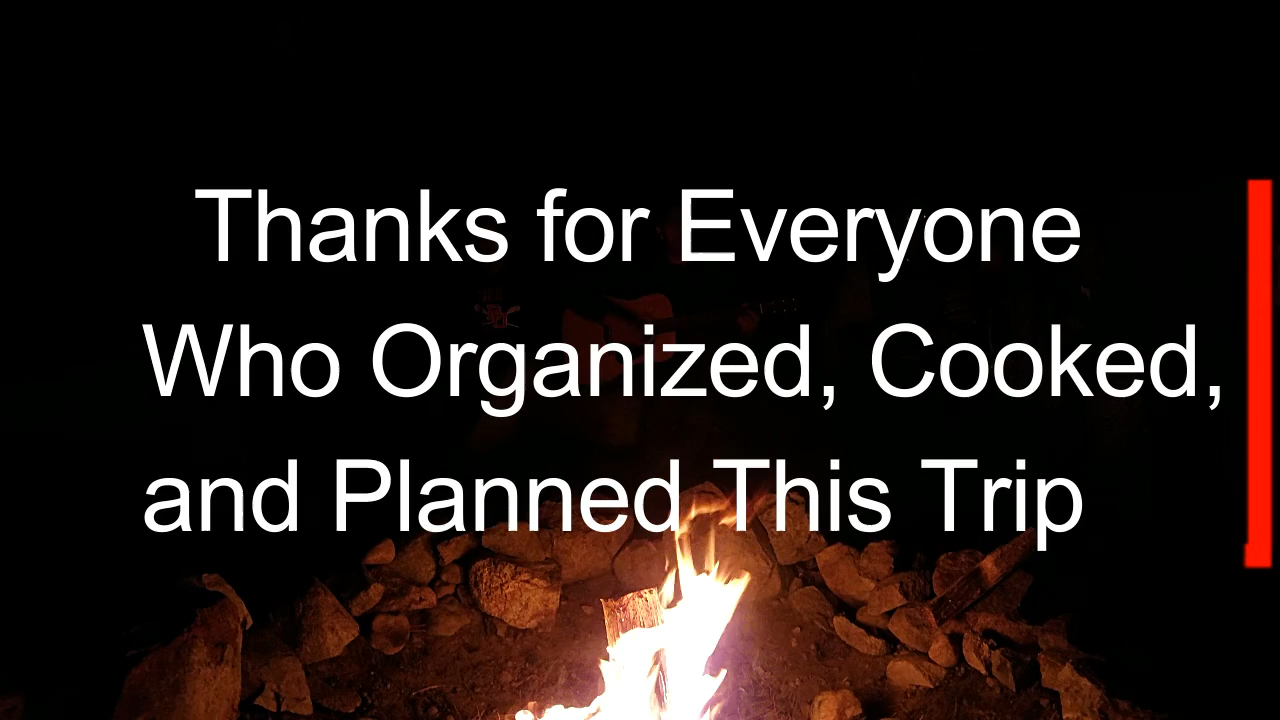 Thanks for Everyone
Who Organized, Cooked,
and Planned This Trip